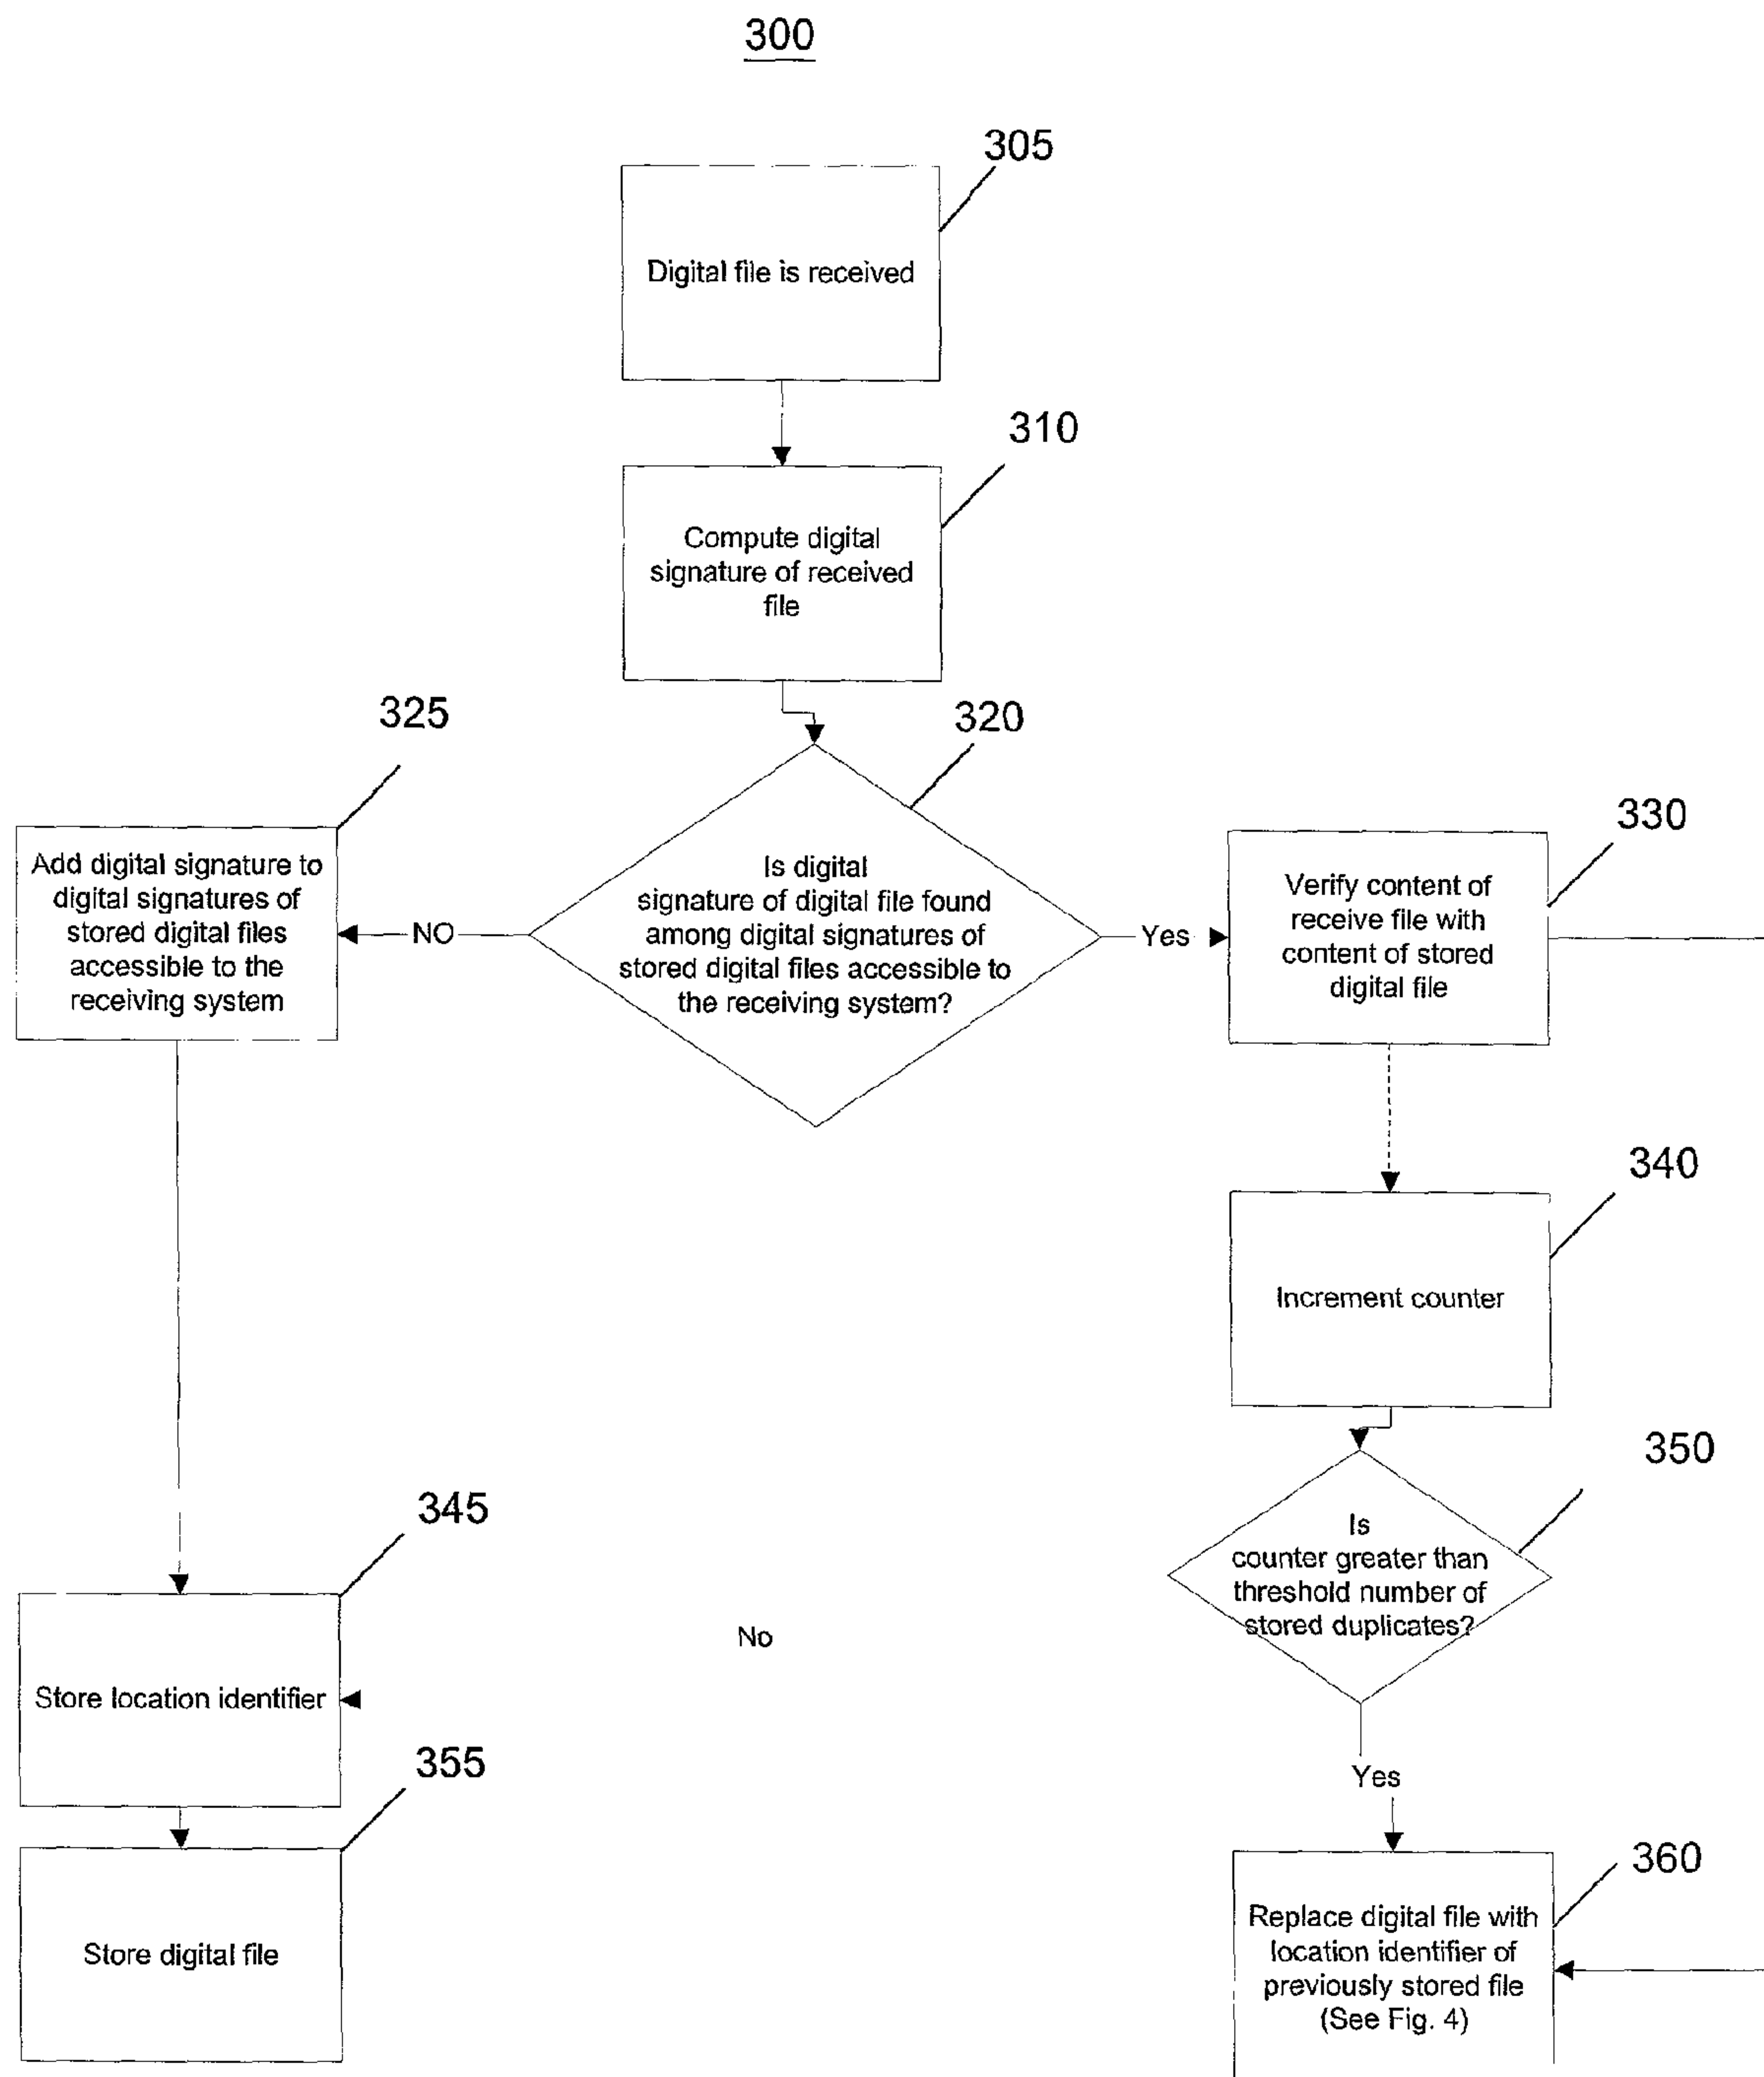 300
305
Digital file is received
310
Compute digital
signature of received
file
325
320
330
Add digital signature to
digital signatures of
stored digital files
accessible to the
receiving system
NO
Is digital
signature of digital file found
among digital signatures of
stored digital files accessible to
the receiving system?
Yes
Verify content of
receive file with
content of stored
digital file
340
Increment counter
350
Is
counter greater than
threshold number of
stored duplicates?
345
Store location identifier
No
Yes
355
Store digital file
360
Replace digital file with
location identifier of
previously stored file
(See Fig. 4)